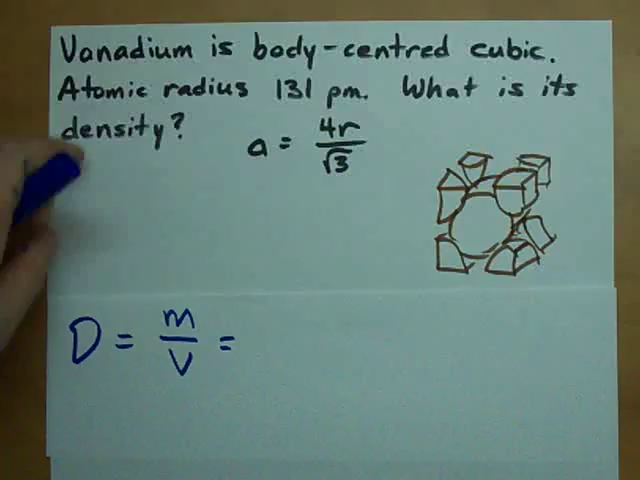 Vanadium is body-centred cubic.
Atomic radius 131 pm. What is its
density?
a = 4r/√3
D = m/V =